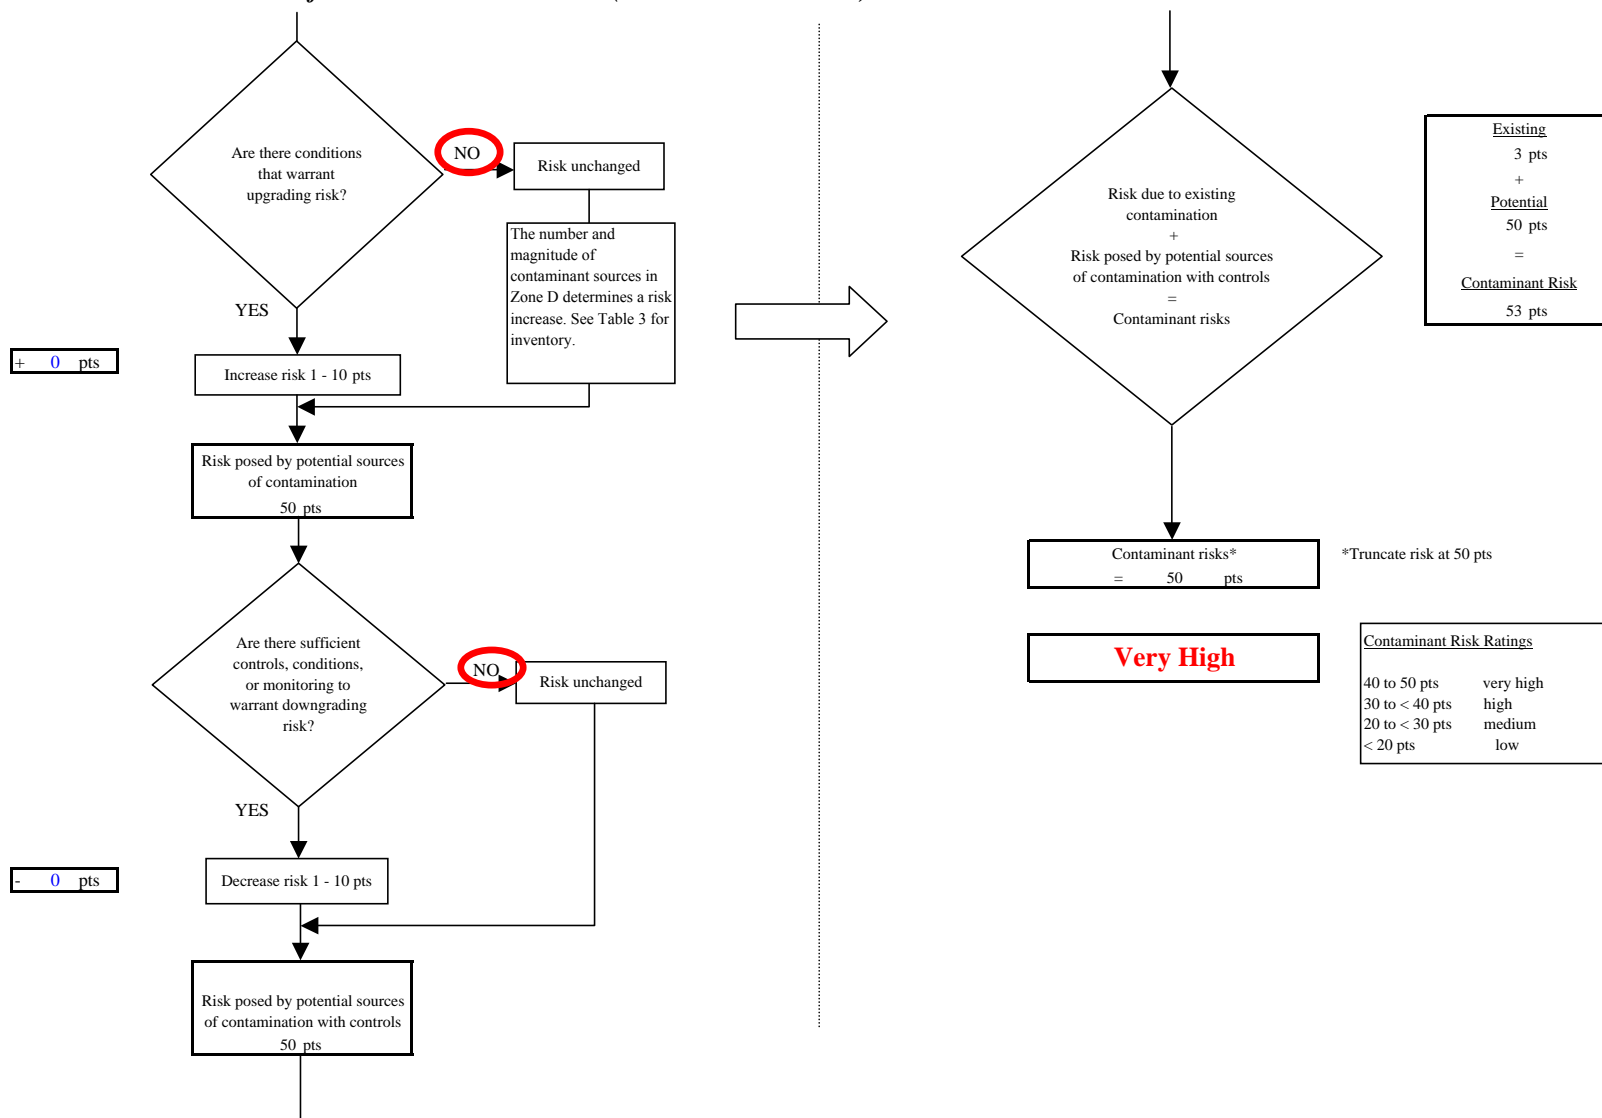 Are there conditions
that warrant
upgrading risk?
NO
Risk unchanged
The number and
magnitude of
contaminant sources in
Zone D determines a risk
increase. See Table 3 for
inventory.
YES
+ 0 pts
Increase risk 1 - 10 pts
Risk posed by potential sources
of contamination
50 pts
Are there sufficient
controls, conditions,
or monitoring to
warrant downgrading
risk?
NO
Risk unchanged
YES
- 0 pts
Decrease risk 1 - 10 pts
Risk posed by potential sources
of contamination with controls
50 pts
Risk due to existing
contamination
+
Risk posed by potential sources
of contamination with controls
=
Contaminant risks
Existing
3 pts
+
Potential
50 pts
=
Contaminant Risk
53 pts
Contaminant risks*
= 50 pts
*Truncate risk at 50 pts
Very High
Contaminant Risk Ratings
40 to 50 pts very high
30 to < 40 pts high
20 to < 30 pts medium
< 20 pts low